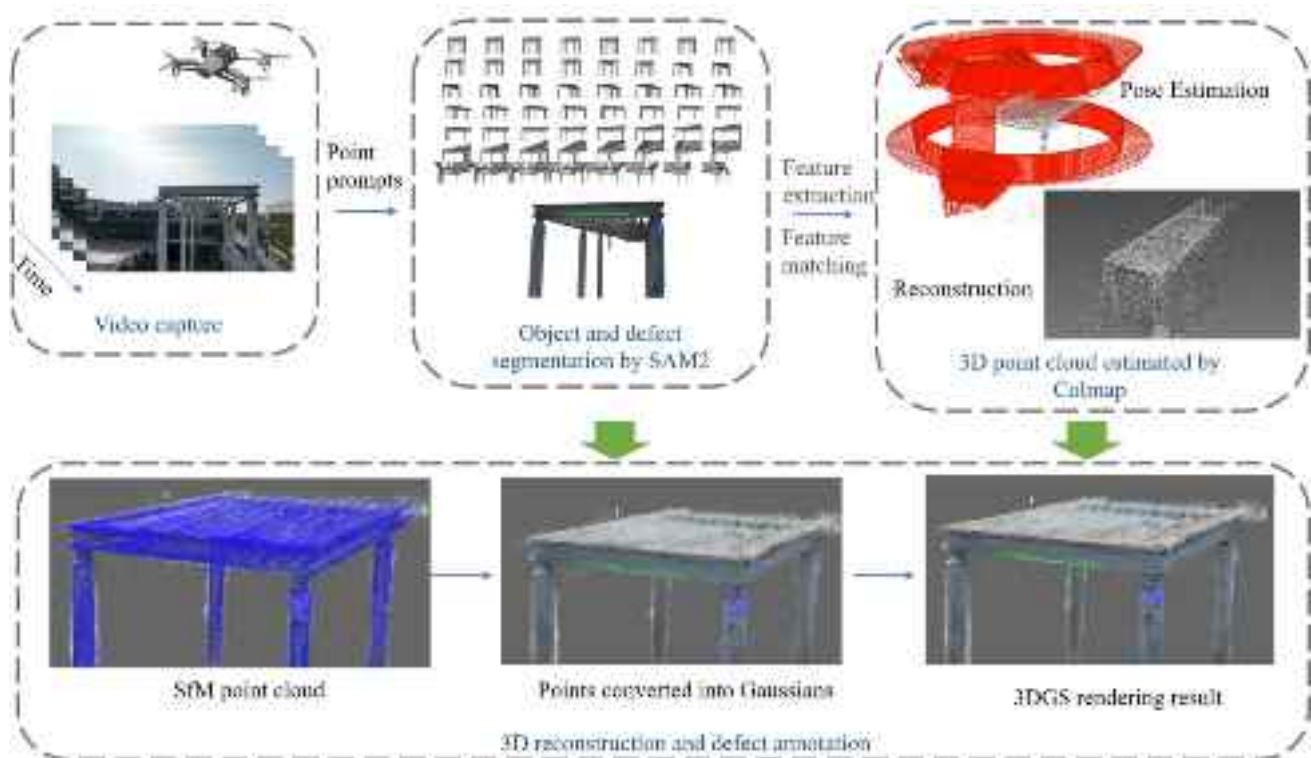 Time
Video capture
Point
prompts
Object and defect
segmentation by SAM2
Feature
extraction
Feature
matching
Pose Estimation
Reconstruction
3D point cloud estimated by
Colmap
SfM point cloud
Points converted into Gaussians
3DGS rendering result
3D reconstruction and defect annotation